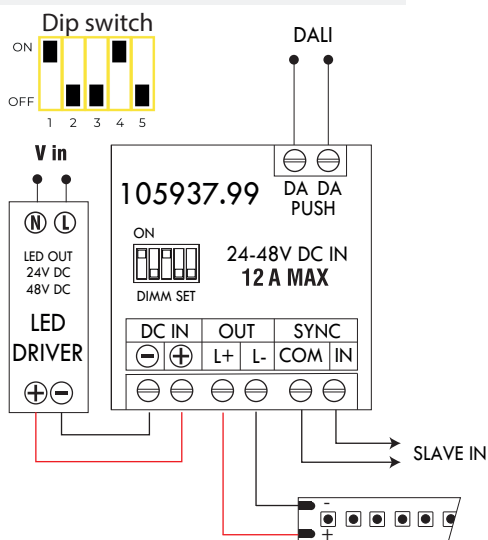 Dip switch
ON
OFF
1 2 3 4 5
DALI
V in
N L
LED OUT
24V DC
48V DC
LED
DRIVER
+ -
105937.99
DA DA
PUSH
ON
DIMM SET
24-48V DC IN
12 A MAX
DC IN OUT SYNC
- + L+ L- COM IN
SLAVE IN
-
+